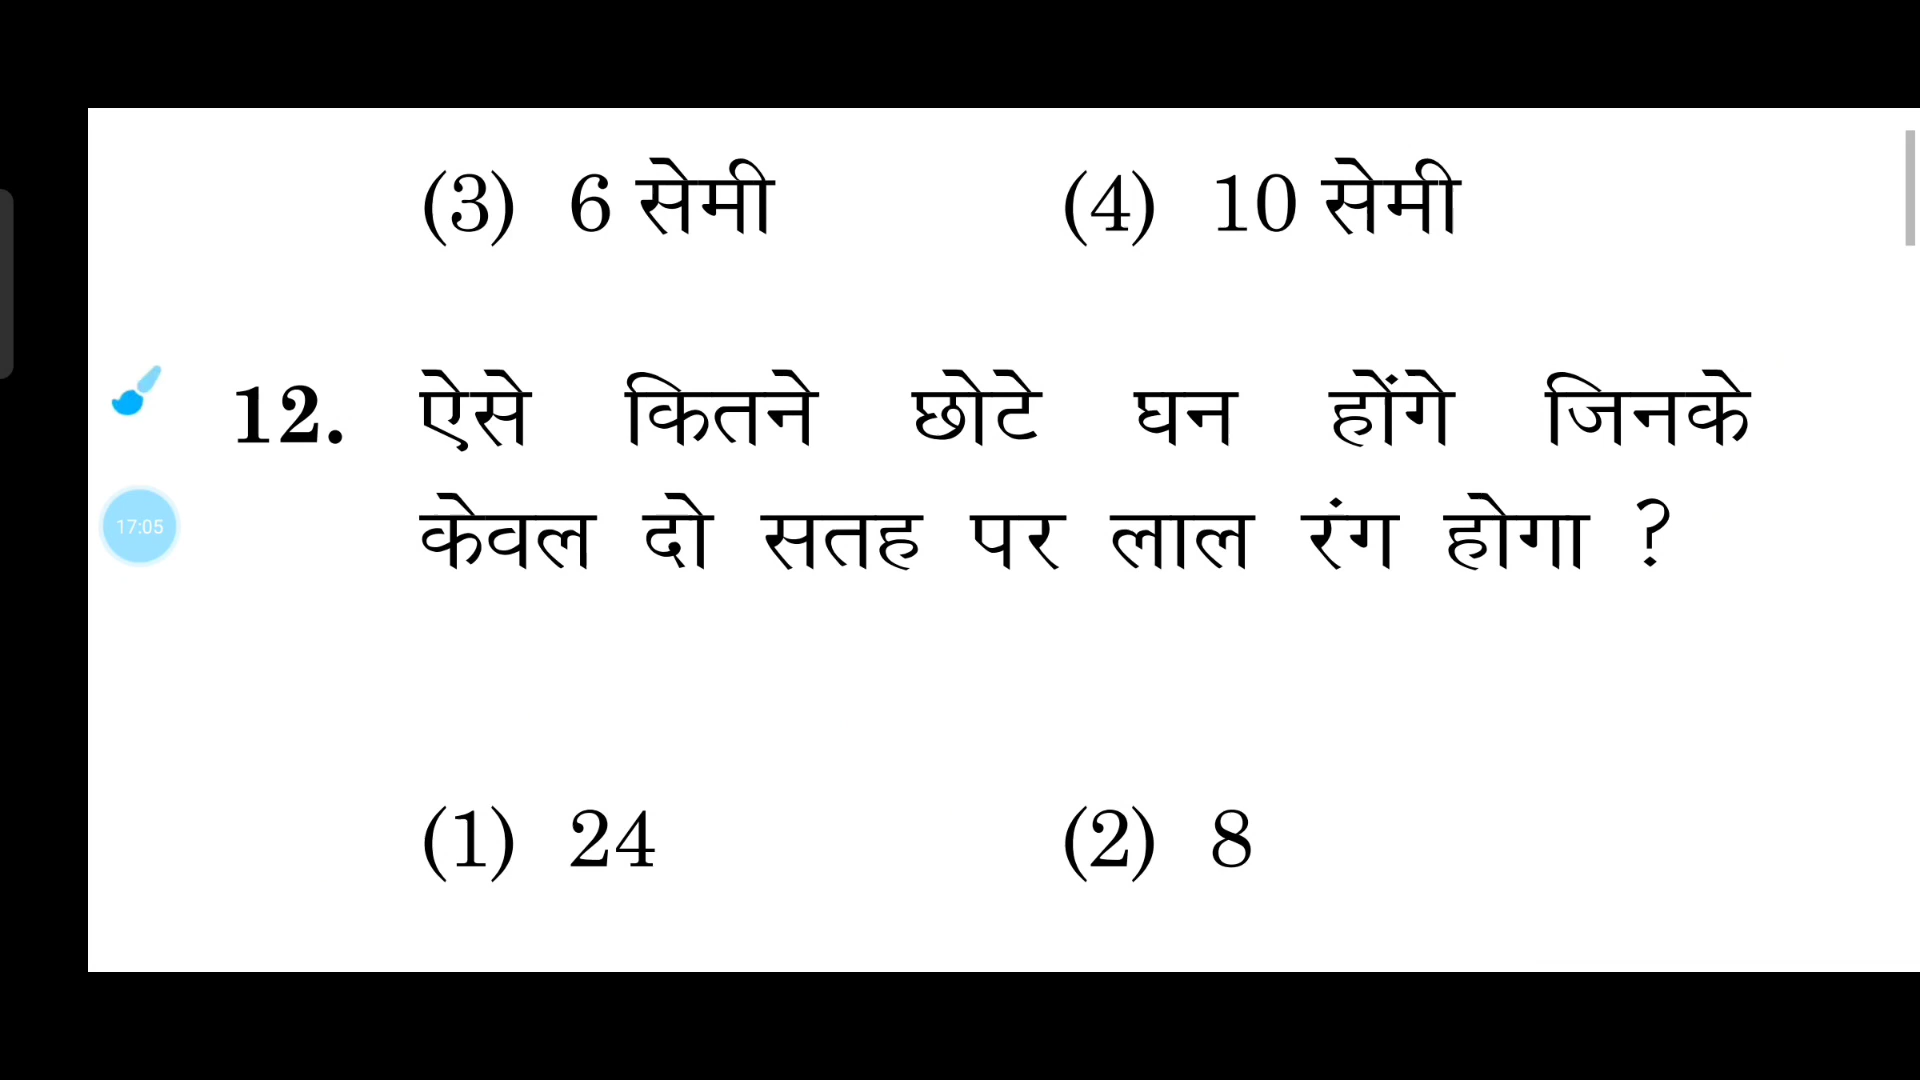 (3) 6 सेमी (4) 10 सेमी
12. ऐसे कितने छोटे घन होंगे जिनके
17:05 केवल दो सतह पर लाल रंग होगा ?
(1) 24 (2) 8